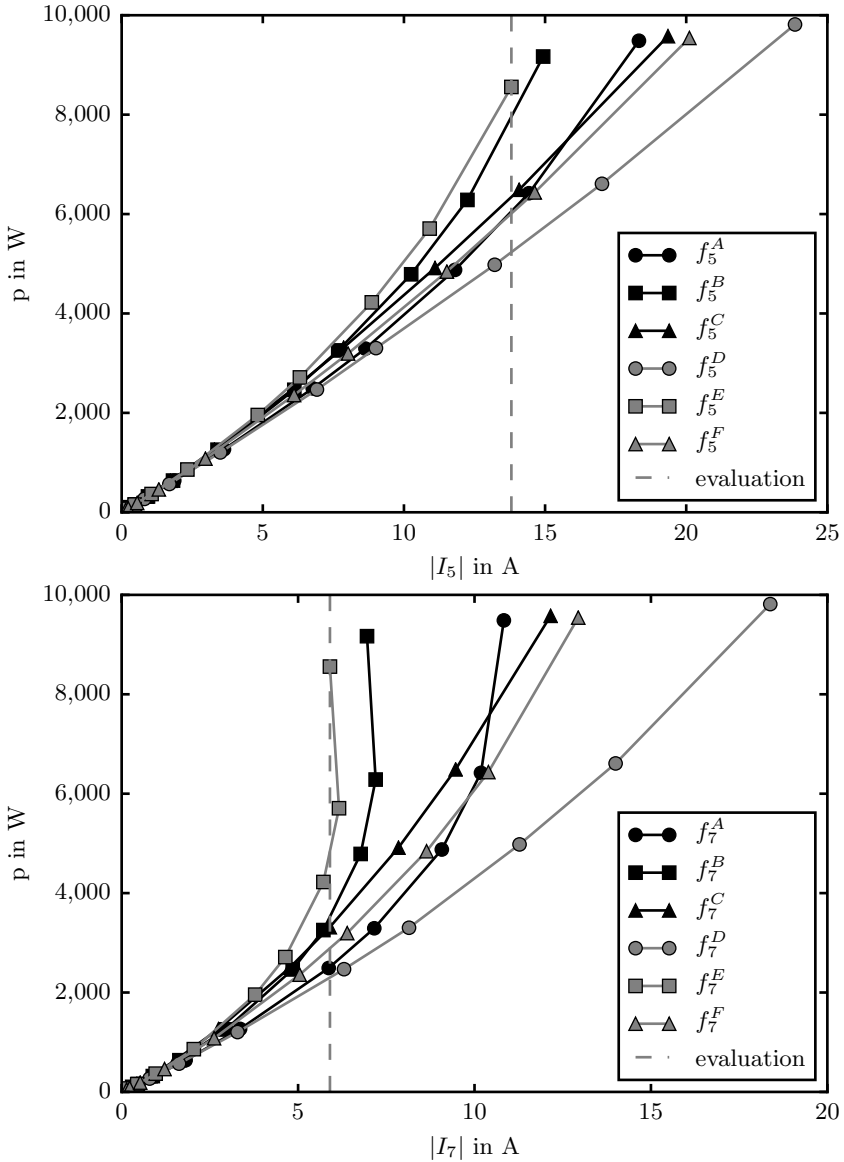 10,000
8,000
6,000
4,000
2,000
0
p in W
0 5 10 15 20 25
|I₅| in A
f₅ᴬ
f₅ᴮ
f₅ᶜ
f₅ᴰ
f₅ᴱ
f₅ꟳ
evaluation
10,000
8,000
6,000
4,000
2,000
0
p in W
0 5 10 15 20
|I₇| in A
f₇ᴬ
f₇ᴮ
f₇ᶜ
f₇ᴰ
f₇ᴱ
f₇ꟳ
evaluation